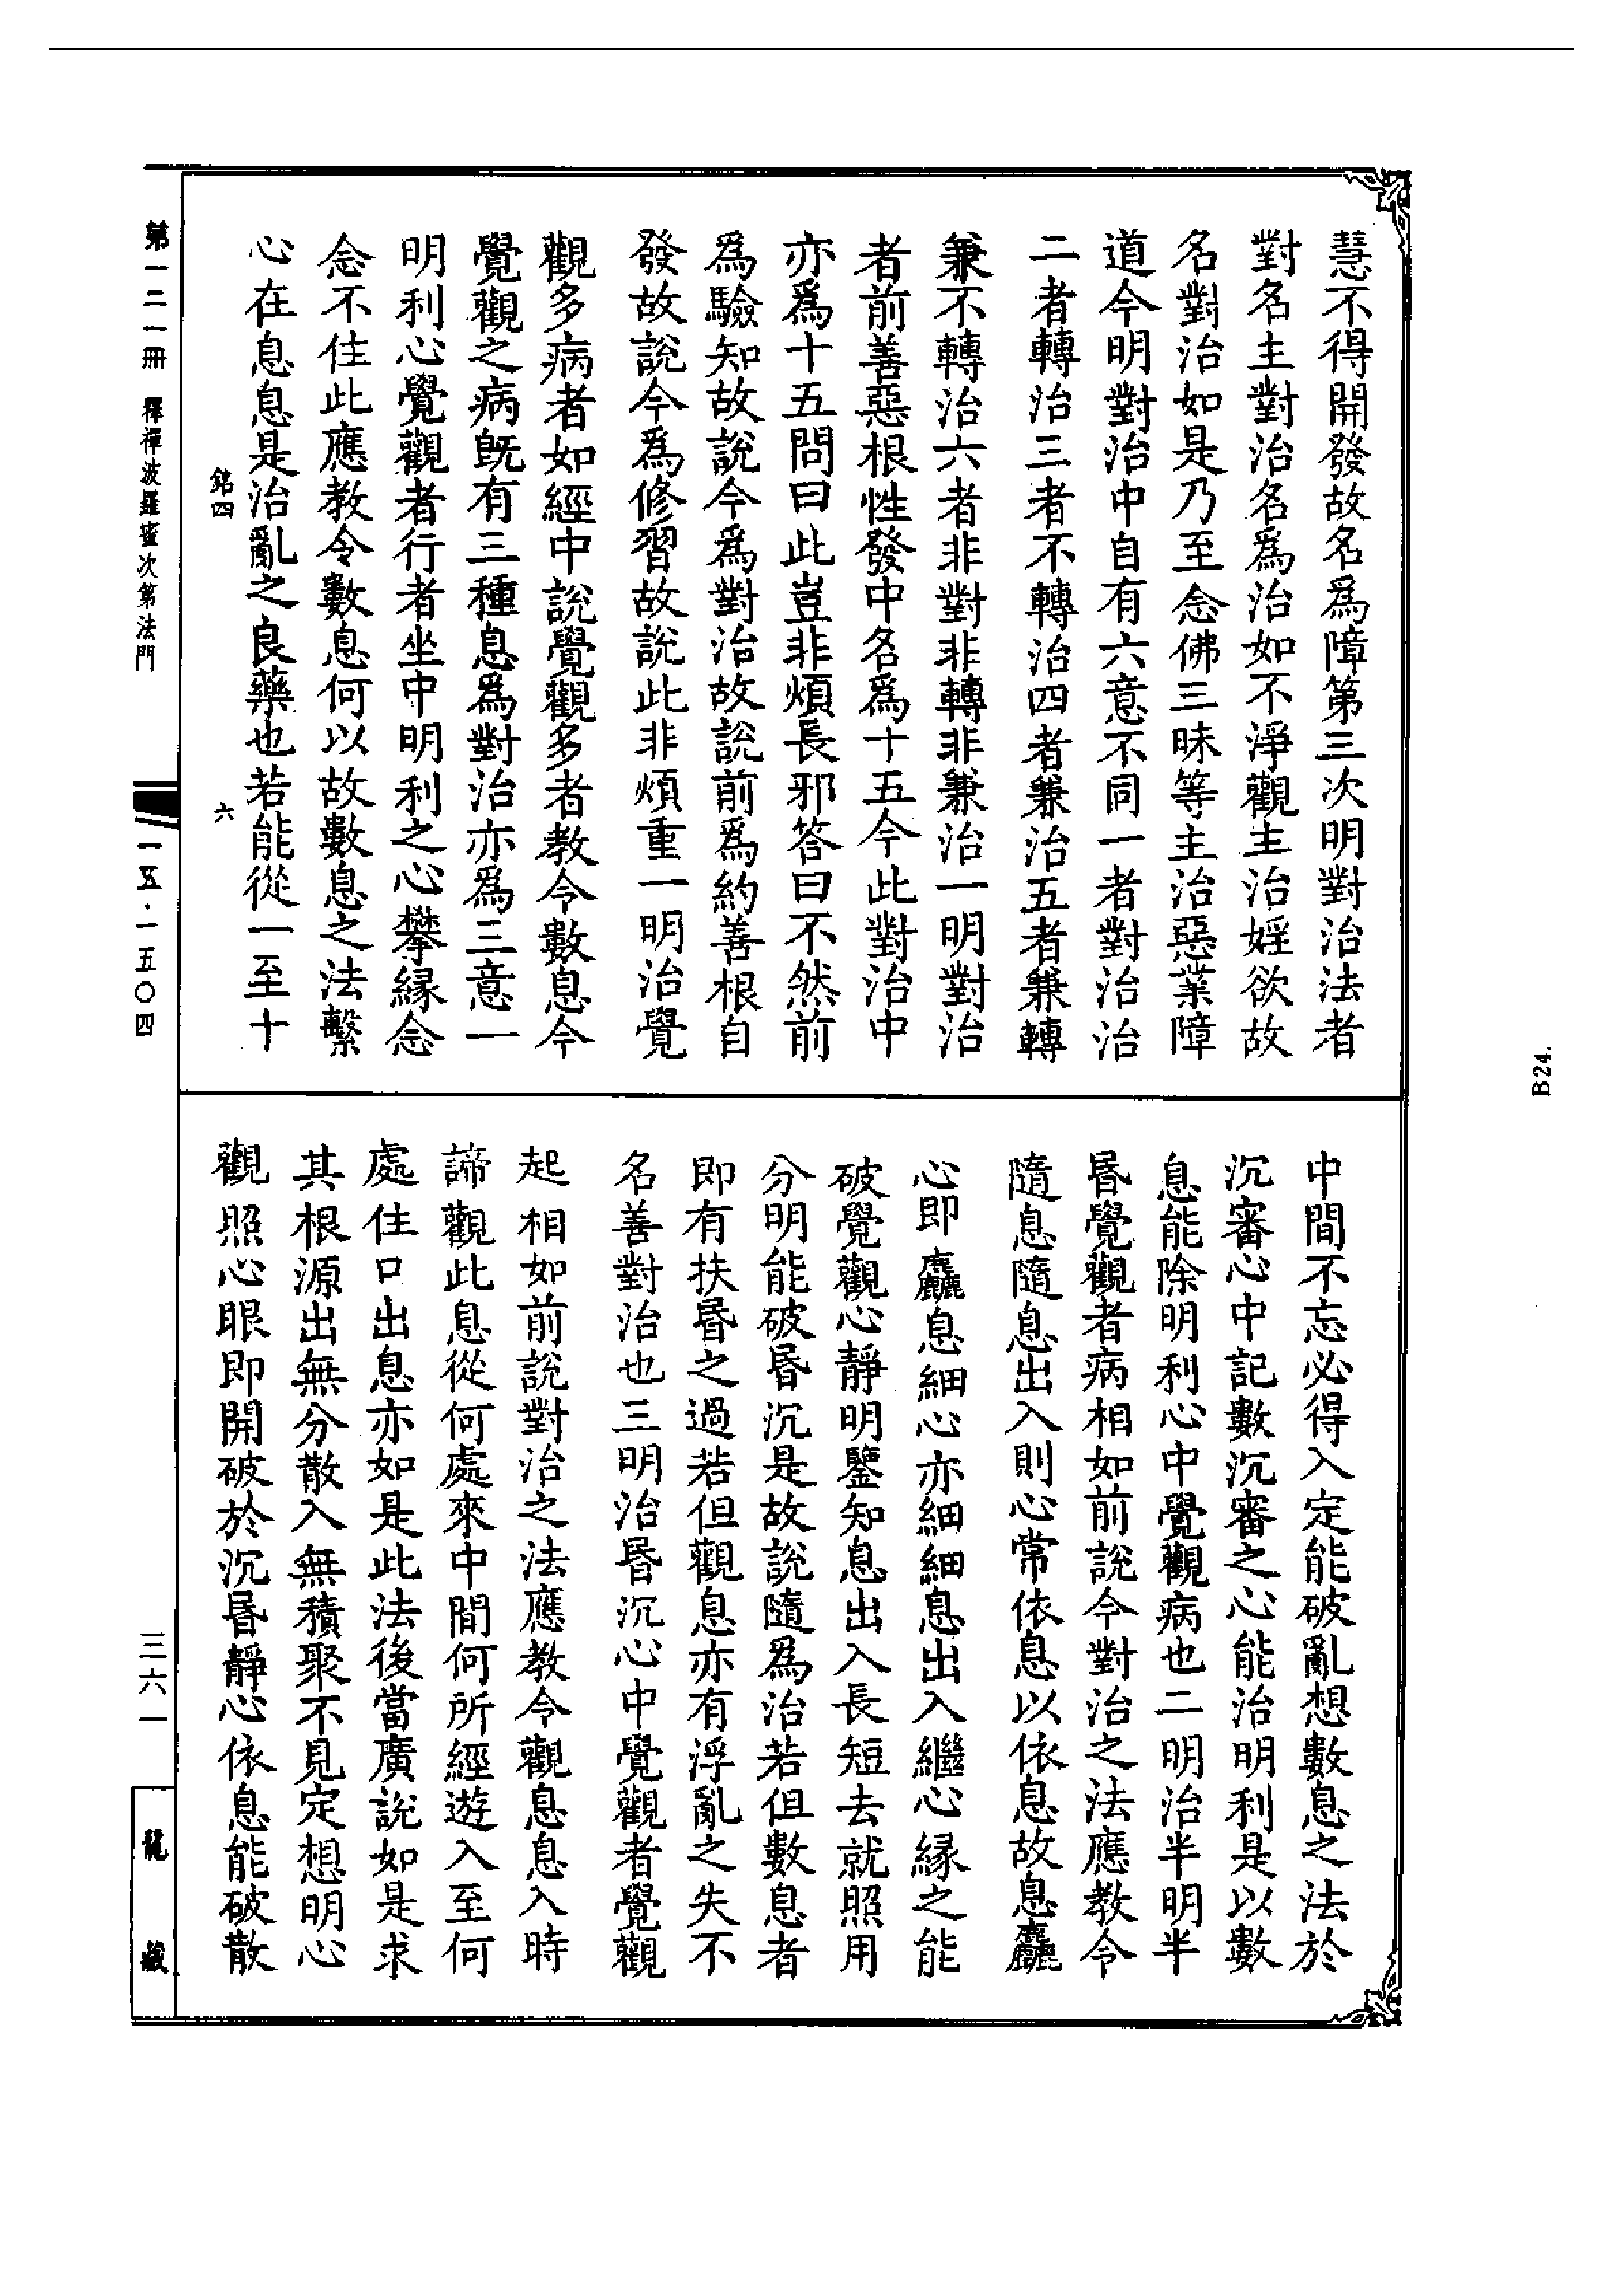 慧不得開發故名爲障第三次明對治法者
對名主對治名爲治如不淨觀主治婬欲故
名對治如是乃至念佛三昧等主治惡業障
道今明對治中自有六意不同一者對治治
二者轉治三者不轉治四者兼治五者兼轉
兼不轉治六者非對非轉非兼治一明對治
者前善惡根性發中名爲十五今此對治中
亦爲十五問曰此豈非煩長邪答曰不然前
爲驗知故說今爲對治故說前爲約善根自
發故說今爲修習故說此非煩重一明治覺
觀多病者如經中說覺觀多者教令數息今
覺觀之病旣有三種息爲對治亦爲三意一
明利心覺觀者行者坐中明利之心攀緣念
念不住此應教令數息何以故數息之法繫
心在息息是治亂之良藥也若能從一至十
銘四 六
中間不忘必得入定能破亂想數息之法於
沉審心中記數沉審之心能治明利是以數
息能除明利心中覺觀病也二明治半明半
昬覺觀者病相如前說今對治之法應教令
隨息隨息出入則心常依息以依息故息麤
心即麤息細心亦細細息出入繼心緣之能
破覺觀心靜明鑒知息出入長短去就照用
分明能破昬沉是故說隨爲治若但數息者
即有扶昬之過若但觀息亦有浮亂之失不
名善對治也三明治昬沉心中覺觀者覺觀
起相如前說對治之法應教令觀息息入時
諦觀此息從何處來中間何所經遊入至何
處住口出息亦如是此法後當廣說如是求
其根源出無分散入無積聚不見定想明心
觀照心眼即開破於沉昬靜心依息能破散
第一二一冊 釋禪波羅蜜次第法門
一五·一五〇四
三六一
龍藏
B24.